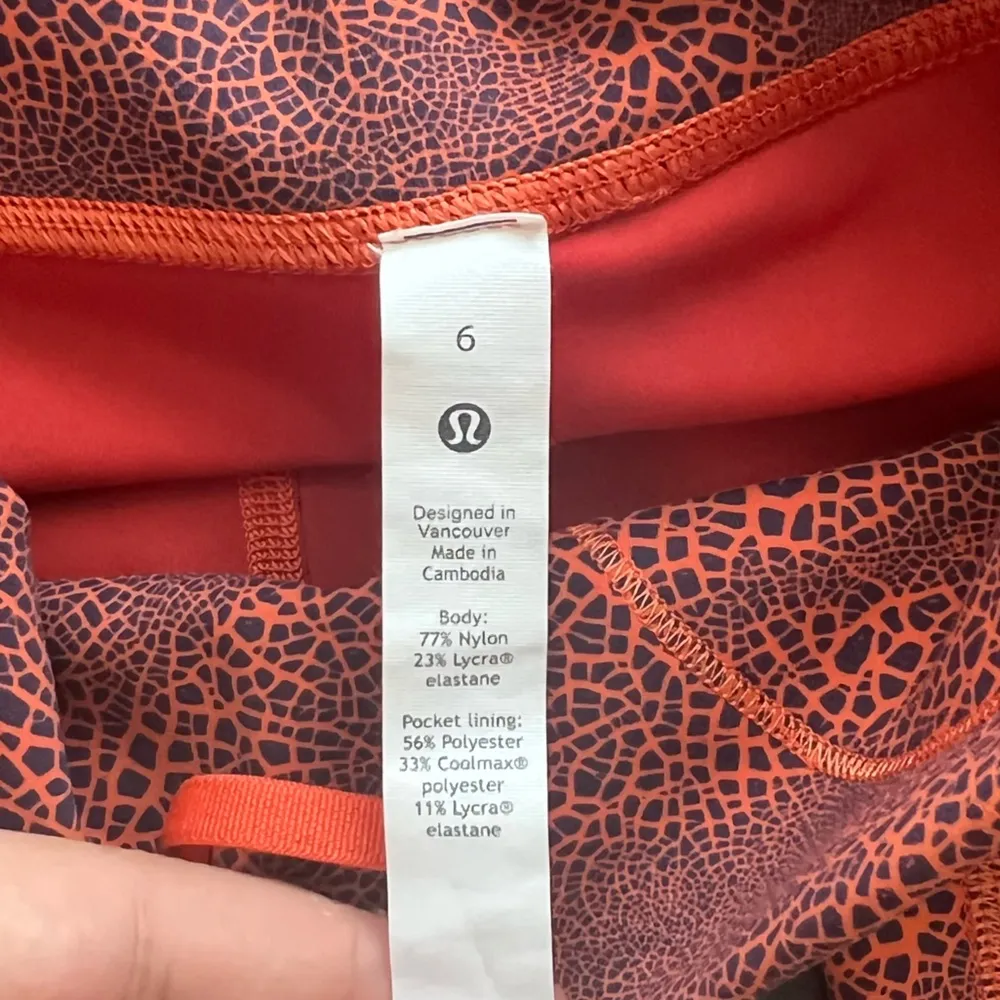 6
Designed in
Vancouver
Made in
Cambodia
Body:
77% Nylon
23% Lycra®
elastane
Pocket lining:
56% Polyester
33% Coolmax®
polyester
11% Lycra®
elastane